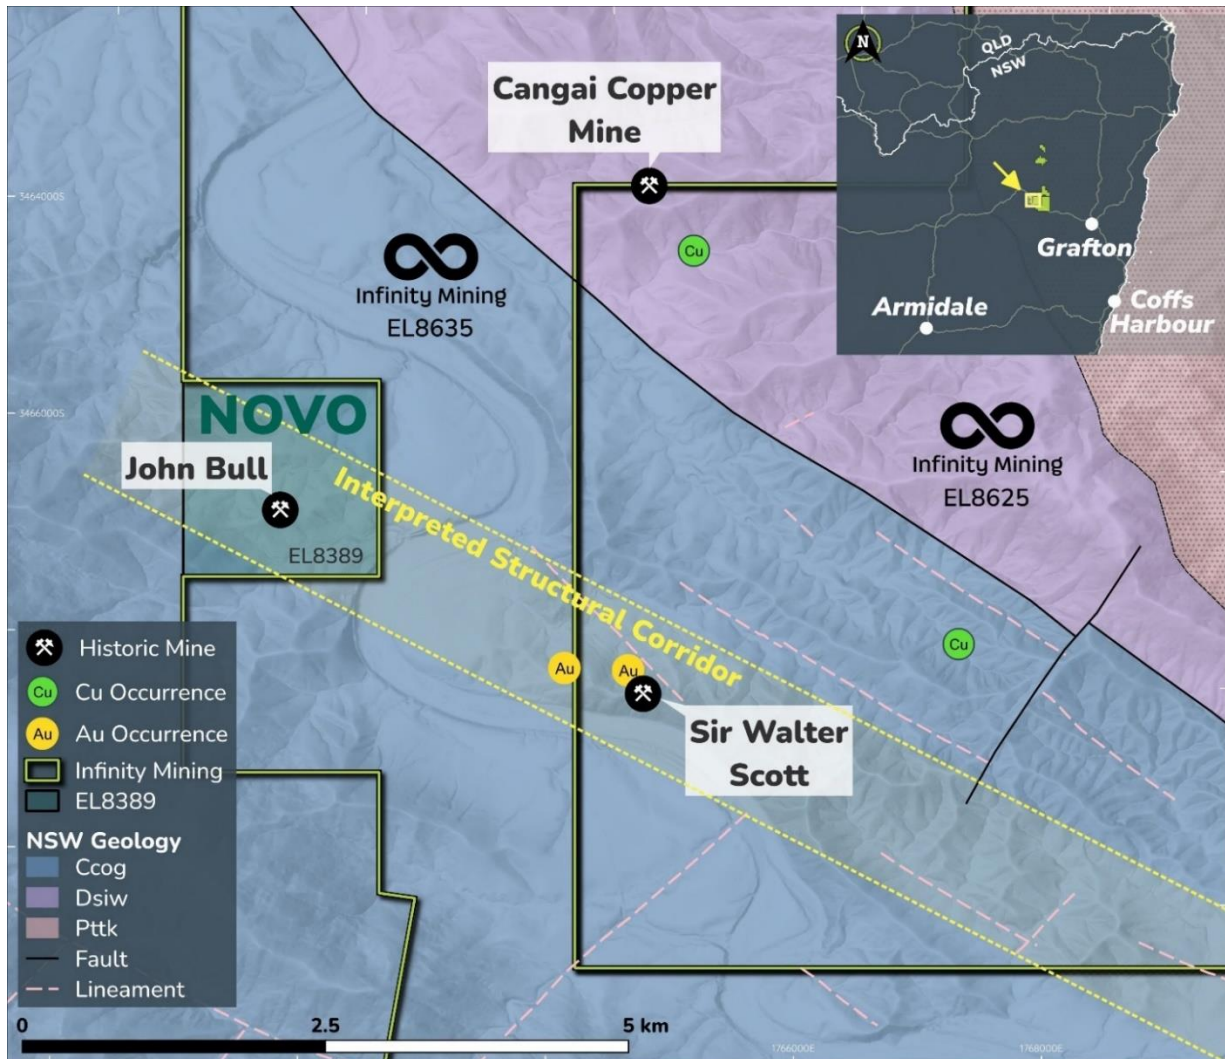 Cangai Copper
Mine
N
QLD
NSW
Grafton
Armidale
Coffs
Harbour
3464000S
Infinity Mining
EL8635
Cu
3466000S
NOVO
John Bull
EL8389
Interpreted Structural Corridor
Infinity Mining
EL8625
Cu
Au
Au
Sir Walter
Scott
Historic Mine
Cu
Cu Occurrence
Au
Au Occurrence
Infinity Mining
EL8389
NSW Geology
Ccog
Dsiw
Pttk
Fault
Lineament
0
2.5
5 km
1766000E
1768000E